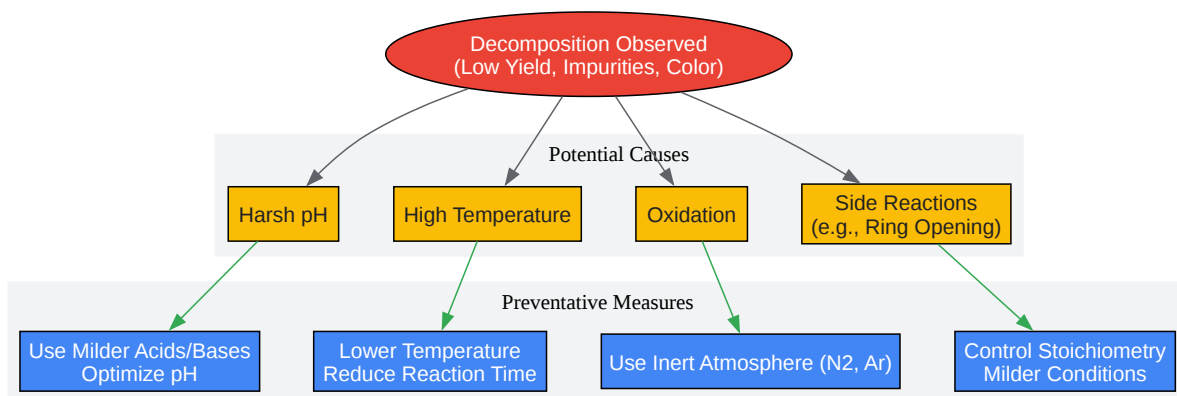 Decomposition Observed
(Low Yield, Impurities, Color)
Potential Causes
Harsh pH
High Temperature
Oxidation
Side Reactions
(e.g., Ring Opening)
Preventative Measures
Use Milder Acids/Bases
Optimize pH
Lower Temperature
Reduce Reaction Time
Use Inert Atmosphere (N2, Ar)
Control Stoichiometry
Milder Conditions